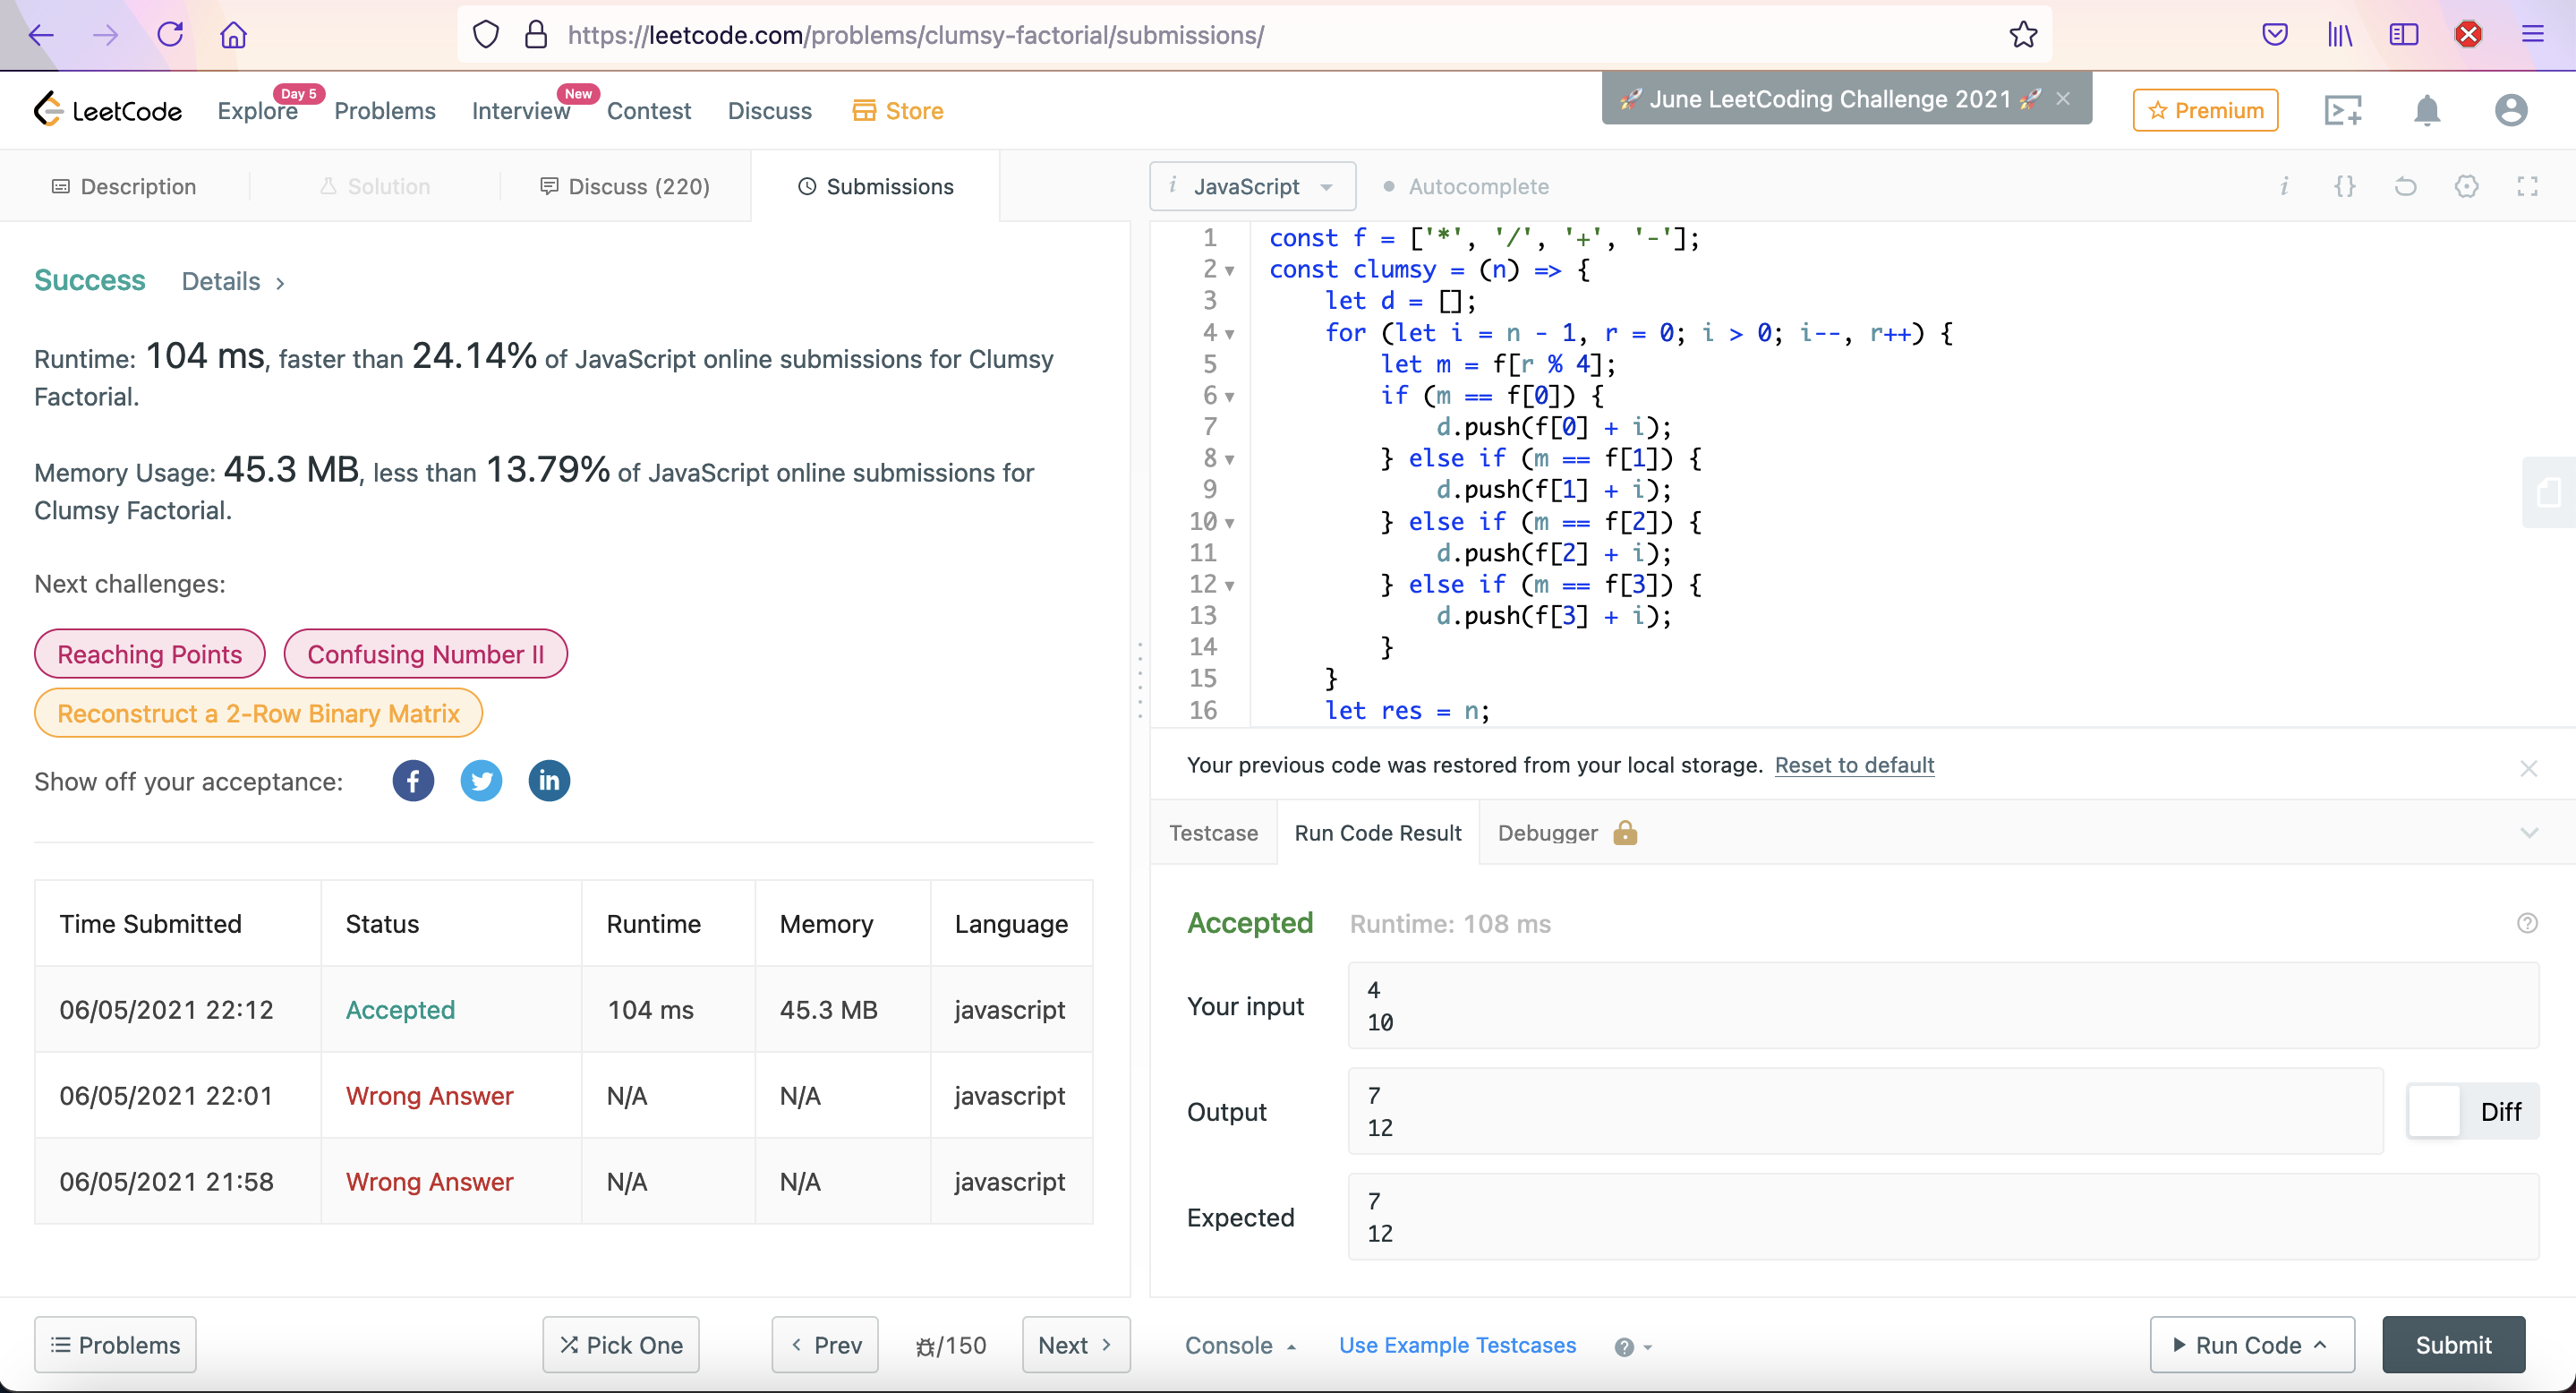 https://leetcode.com/problems/clumsy-factorial/submissions/
LeetCode
Explore
Day 5
Problems
Interview
New
Contest
Discuss
Store
🚀 June LeetCoding Challenge 2021 🚀 ×
Premium
Description
Solution
Discuss (220)
Submissions
i JavaScript
Autocomplete
i {}
Success Details >
Runtime: 104 ms, faster than 24.14% of JavaScript online submissions for Clumsy
Factorial.
Memory Usage: 45.3 MB, less than 13.79% of JavaScript online submissions for
Clumsy Factorial.
Next challenges:
Reaching Points
Confusing Number II
Reconstruct a 2-Row Binary Matrix
Show off your acceptance:
Time Submitted Status Runtime Memory Language
06/05/2021 22:12 Accepted 104 ms 45.3 MB javascript
06/05/2021 22:01 Wrong Answer N/A N/A javascript
06/05/2021 21:58 Wrong Answer N/A N/A javascript
Problems
Pick One
< Prev
/150
Next >
1 const f = ['*', '/', '+', '-'];
2 const clumsy = (n) => {
3 let d = [];
4 for (let i = n - 1, r = 0; i > 0; i--, r++) {
5 let m = f[r % 4];
6 if (m == f[0]) {
7 d.push(f[0] + i);
8 } else if (m == f[1]) {
9 d.push(f[1] + i);
10 } else if (m == f[2]) {
11 d.push(f[2] + i);
12 } else if (m == f[3]) {
13 d.push(f[3] + i);
14 }
15 }
16 let res = n;
Your previous code was restored from your local storage. Reset to default
Testcase
Run Code Result
Debugger
Accepted Runtime: 108 ms
Your input
4
10
Output
7
12
Diff
Expected
7
12
Console
Use Example Testcases
Run Code
Submit